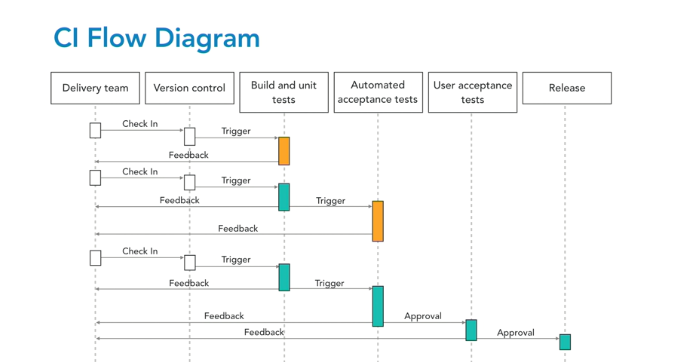 CI Flow Diagram
Delivery team
Version control
Build and unit
tests
Automated
acceptance tests
User acceptance
tests
Release
Check In
Trigger
Feedback
Check In
Trigger
Feedback
Trigger
Feedback
Check In
Trigger
Feedback
Trigger
Feedback
Approval
Feedback
Approval